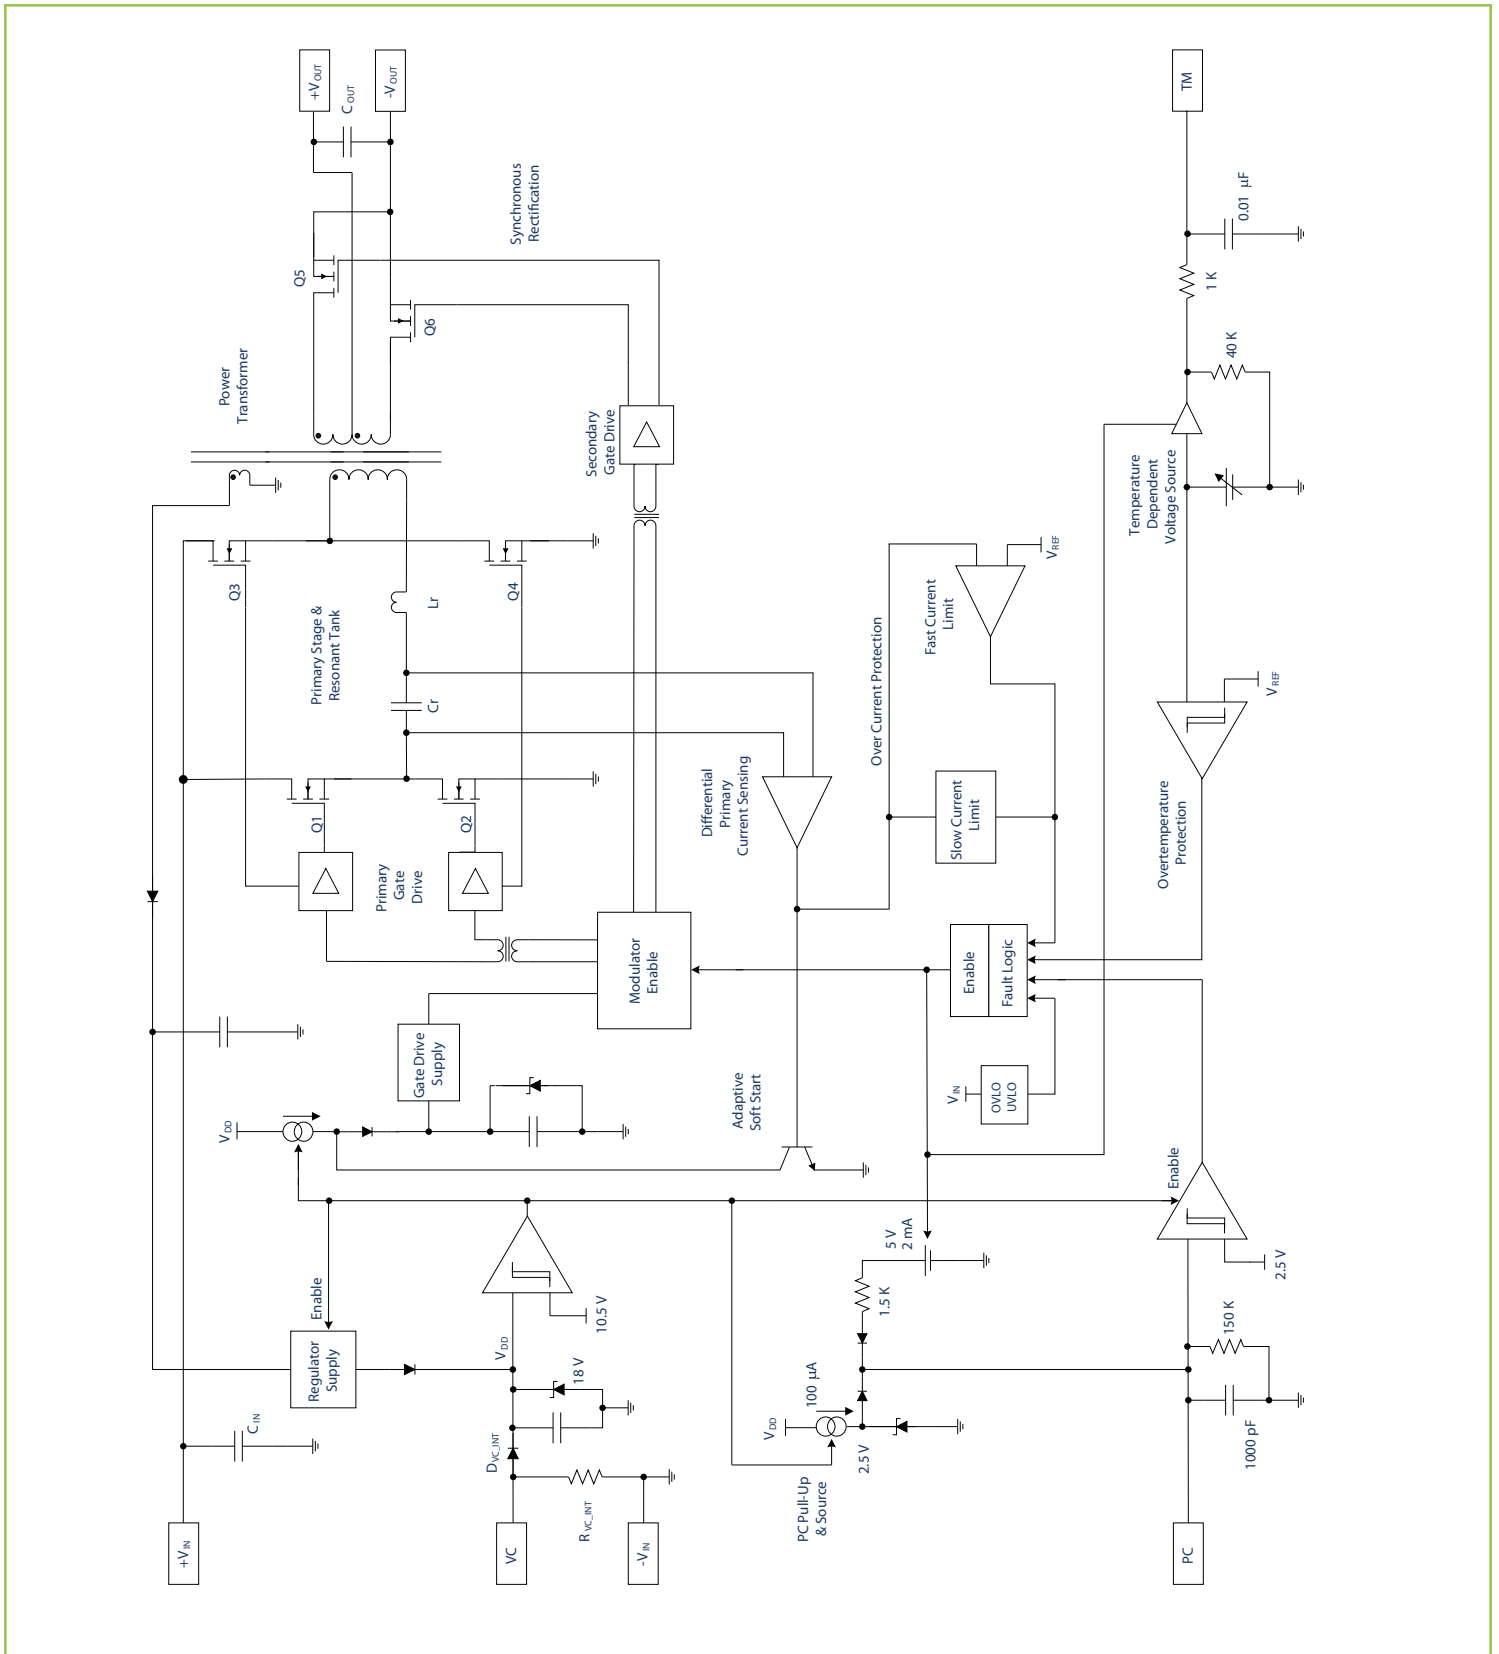 +VOUT
COUT
-VOUT
TM
Synchronous
Rectification
0.01 μF
Q5
Q6
1 K
40 K
Power
Transformer
Secondary
Gate Drive
Temperature
Dependent
Voltage Source
Q3
Q4
Primary Stage &
Resonant Tank
Lr
Cr
Fast Current
Limit
VREF
Over Current Protection
VREF
Q1
Q2
Differential
Primary
Current Sensing
Slow Current
Limit
Overtemperature
Protection
Primary
Gate
Drive
Modulator
Enable
Enable
Fault Logic
Gate Drive
Supply
VDD
Adaptive
Soft Start
VIN
OVLO
UVLO
Enable
Enable
5 V
2 mA
2.5 V
10.5 V
1.5 K
150 K
Regulator
Supply
VDD
18 V
100 μA
VDD
2.5 V
CIN
DVC_INT
1000 pF
RVC_INT
PC Pull-Up
& Source
+VIN
VC
-VIN
PC